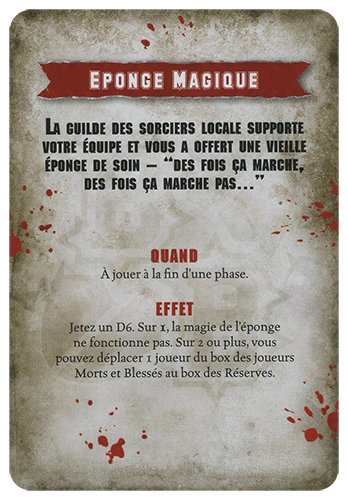 EPONGE MAGIQUE
LA GUILDE DES SORCIERS LOCALE SUPPORTE
VOTRE ÉQUIPE ET VOUS A OFFERT UNE VIEILLE
ÉPONGE DE SOIN – “DES FOIS ÇA MARCHE,
DES FOIS ÇA MARCHE PAS...”
QUAND
À jouer à la fin d'une phase.
EFFET
Jetez un D6. Sur 1, la magie de l'éponge
ne fonctionne pas. Sur 2 ou plus, vous
pouvez déplacer 1 joueur du box des joueurs
Morts et Blessés au box des Réserves.